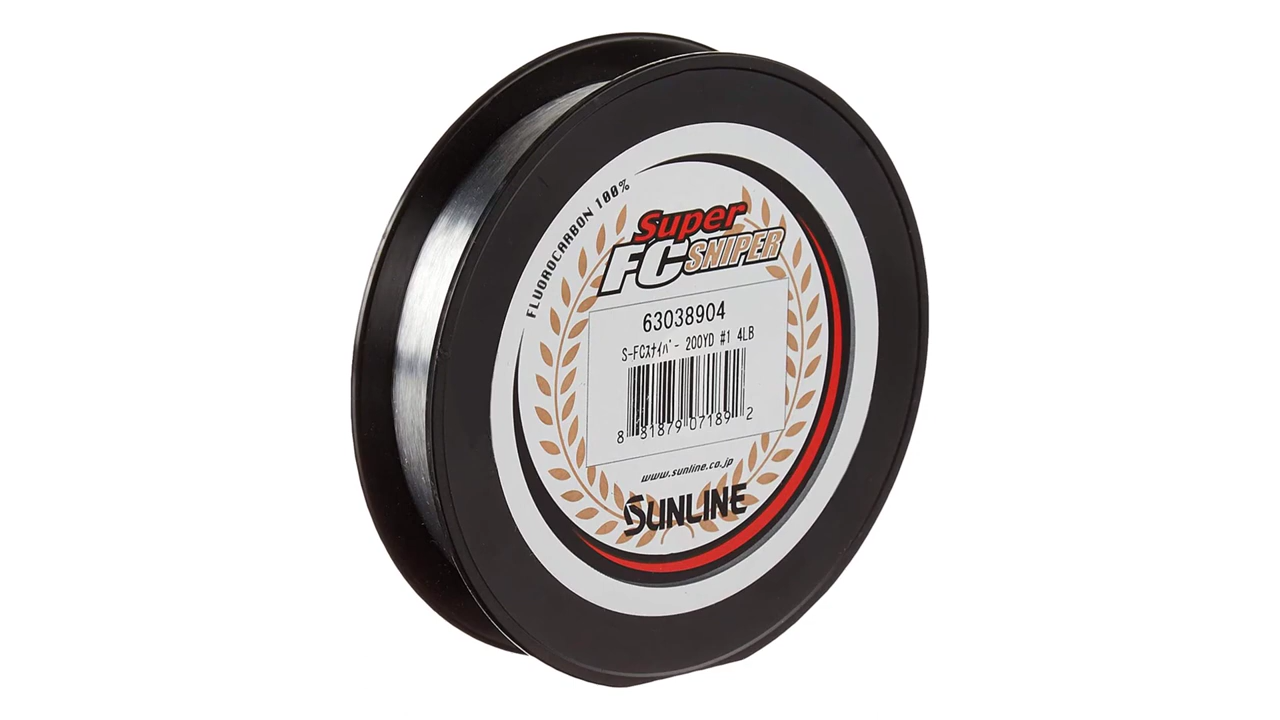 FLUOROCARBON 100%
Super
FC SNIPER
63038904
S-FCｽﾅｲﾊﾟｰ 200YD #1 4LB
8 31879 07189 2
www.sunline.co.jp
SUNLINE